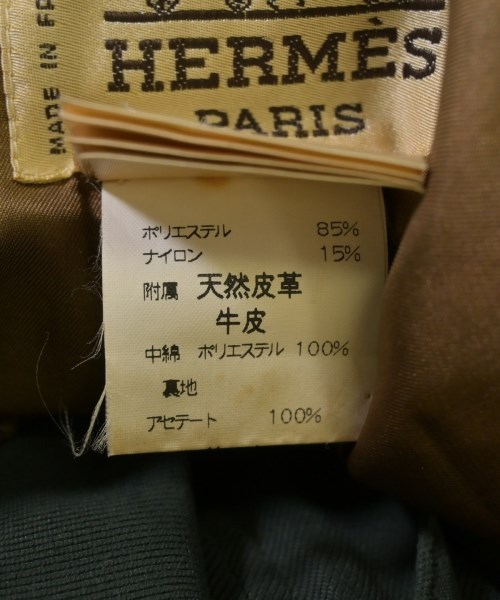 MADE IN FR
HERMÈS
PARIS
ポリエステル 85%
ナイロン 15%
附属 天然皮革
牛皮
中綿 ポリエステル 100%
裏地
アセテート 100%